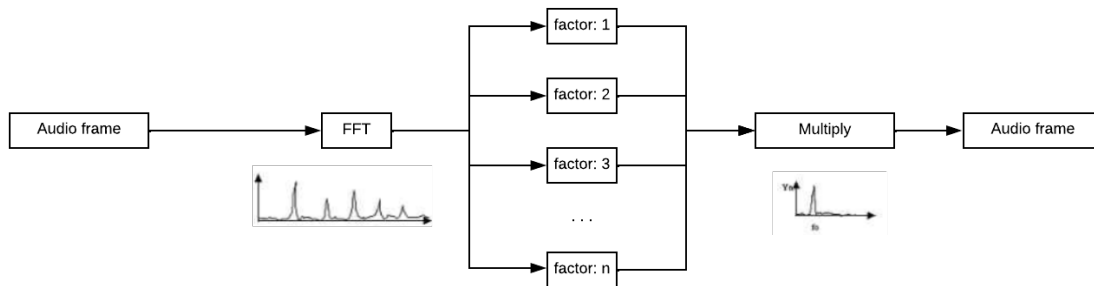 factor: 1
factor: 2
Audio frame
FFT
Multiply
Audio frame
factor: 3
. . .
factor: n